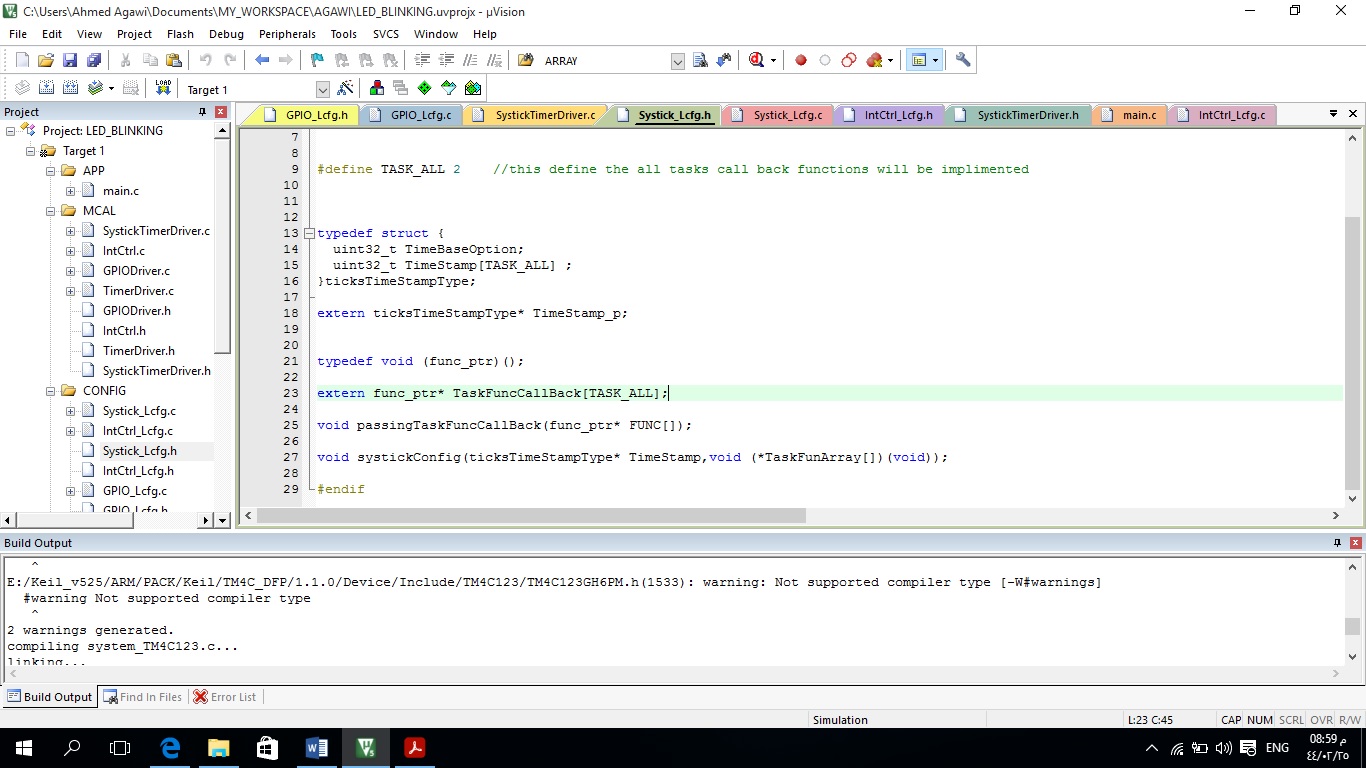 C:\Users\Ahmed Agawi\Documents\MY_WORKSPACE\AGAWI\LED_BLINKING.uvprojx - µVision
File Edit View Project Flash Debug Peripherals Tools SVCS Window Help
ARRAY
LOAD Target 1
Project
Project: LED_BLINKING
Target 1
APP
main.c
MCAL
SystickTimerDriver.c
IntCtrl.c
GPIODriver.c
TimerDriver.c
GPIODriver.h
IntCtrl.h
TimerDriver.h
SystickTimerDriver.h
CONFIG
Systick_Lcfg.c
IntCtrl_Lcfg.c
Systick_Lcfg.h
IntCtrl_Lcfg.h
GPIO_Lcfg.c
GPIO_Lcfg.h
GPIO_Lcfg.h GPIO_Lcfg.c SystickTimerDriver.c Systick_Lcfg.h Systick_Lcfg.c IntCtrl_Lcfg.h SystickTimerDriver.h main.c IntCtrl_Lcfg.c
7
8
9 #define TASK_ALL 2 //this define the all tasks call back functions will be implimented
10
11
12
13 typedef struct {
14 uint32_t TimeBaseOption;
15 uint32_t TimeStamp[TASK_ALL] ;
16 }ticksTimeStampType;
17
18 extern ticksTimeStampType* TimeStamp_p;
19
20
21 typedef void (func_ptr)();
22
23 extern func_ptr* TaskFuncCallBack[TASK_ALL];
24
25 void passingTaskFuncCallBack(func_ptr* FUNC[]);
26
27 void systickConfig(ticksTimeStampType* TimeStamp,void (*TaskFunArray[])(void));
28
29 #endif
Build Output
^
E:/Keil_v525/ARM/PACK/Keil/TM4C_DFP/1.1.0/Device/Include/TM4C123/TM4C123GH6PM.h(1533): warning: Not supported compiler type [-W#warnings]
#warning Not supported compiler type
^
2 warnings generated.
compiling system_TM4C123.c...
linking...
Build Output Find In Files Error List
Simulation L:23 C:45 CAP NUM SCRL OVR R/W
ENG
08:59 م
٤٤/٠٢/٢٥